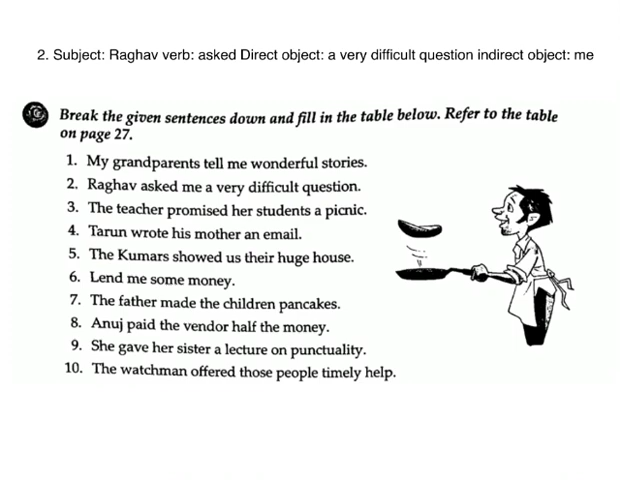 2. Subject: Raghav verb: asked Direct object: a very difficult question indirect object: me
Break the given sentences down and fill in the table below. Refer to the table
on page 27.
1. My grandparents tell me wonderful stories.
2. Raghav asked me a very difficult question.
3. The teacher promised her students a picnic.
4. Tarun wrote his mother an email.
5. The Kumars showed us their huge house.
6. Lend me some money.
7. The father made the children pancakes.
8. Anuj paid the vendor half the money.
9. She gave her sister a lecture on punctuality.
10. The watchman offered those people timely help.